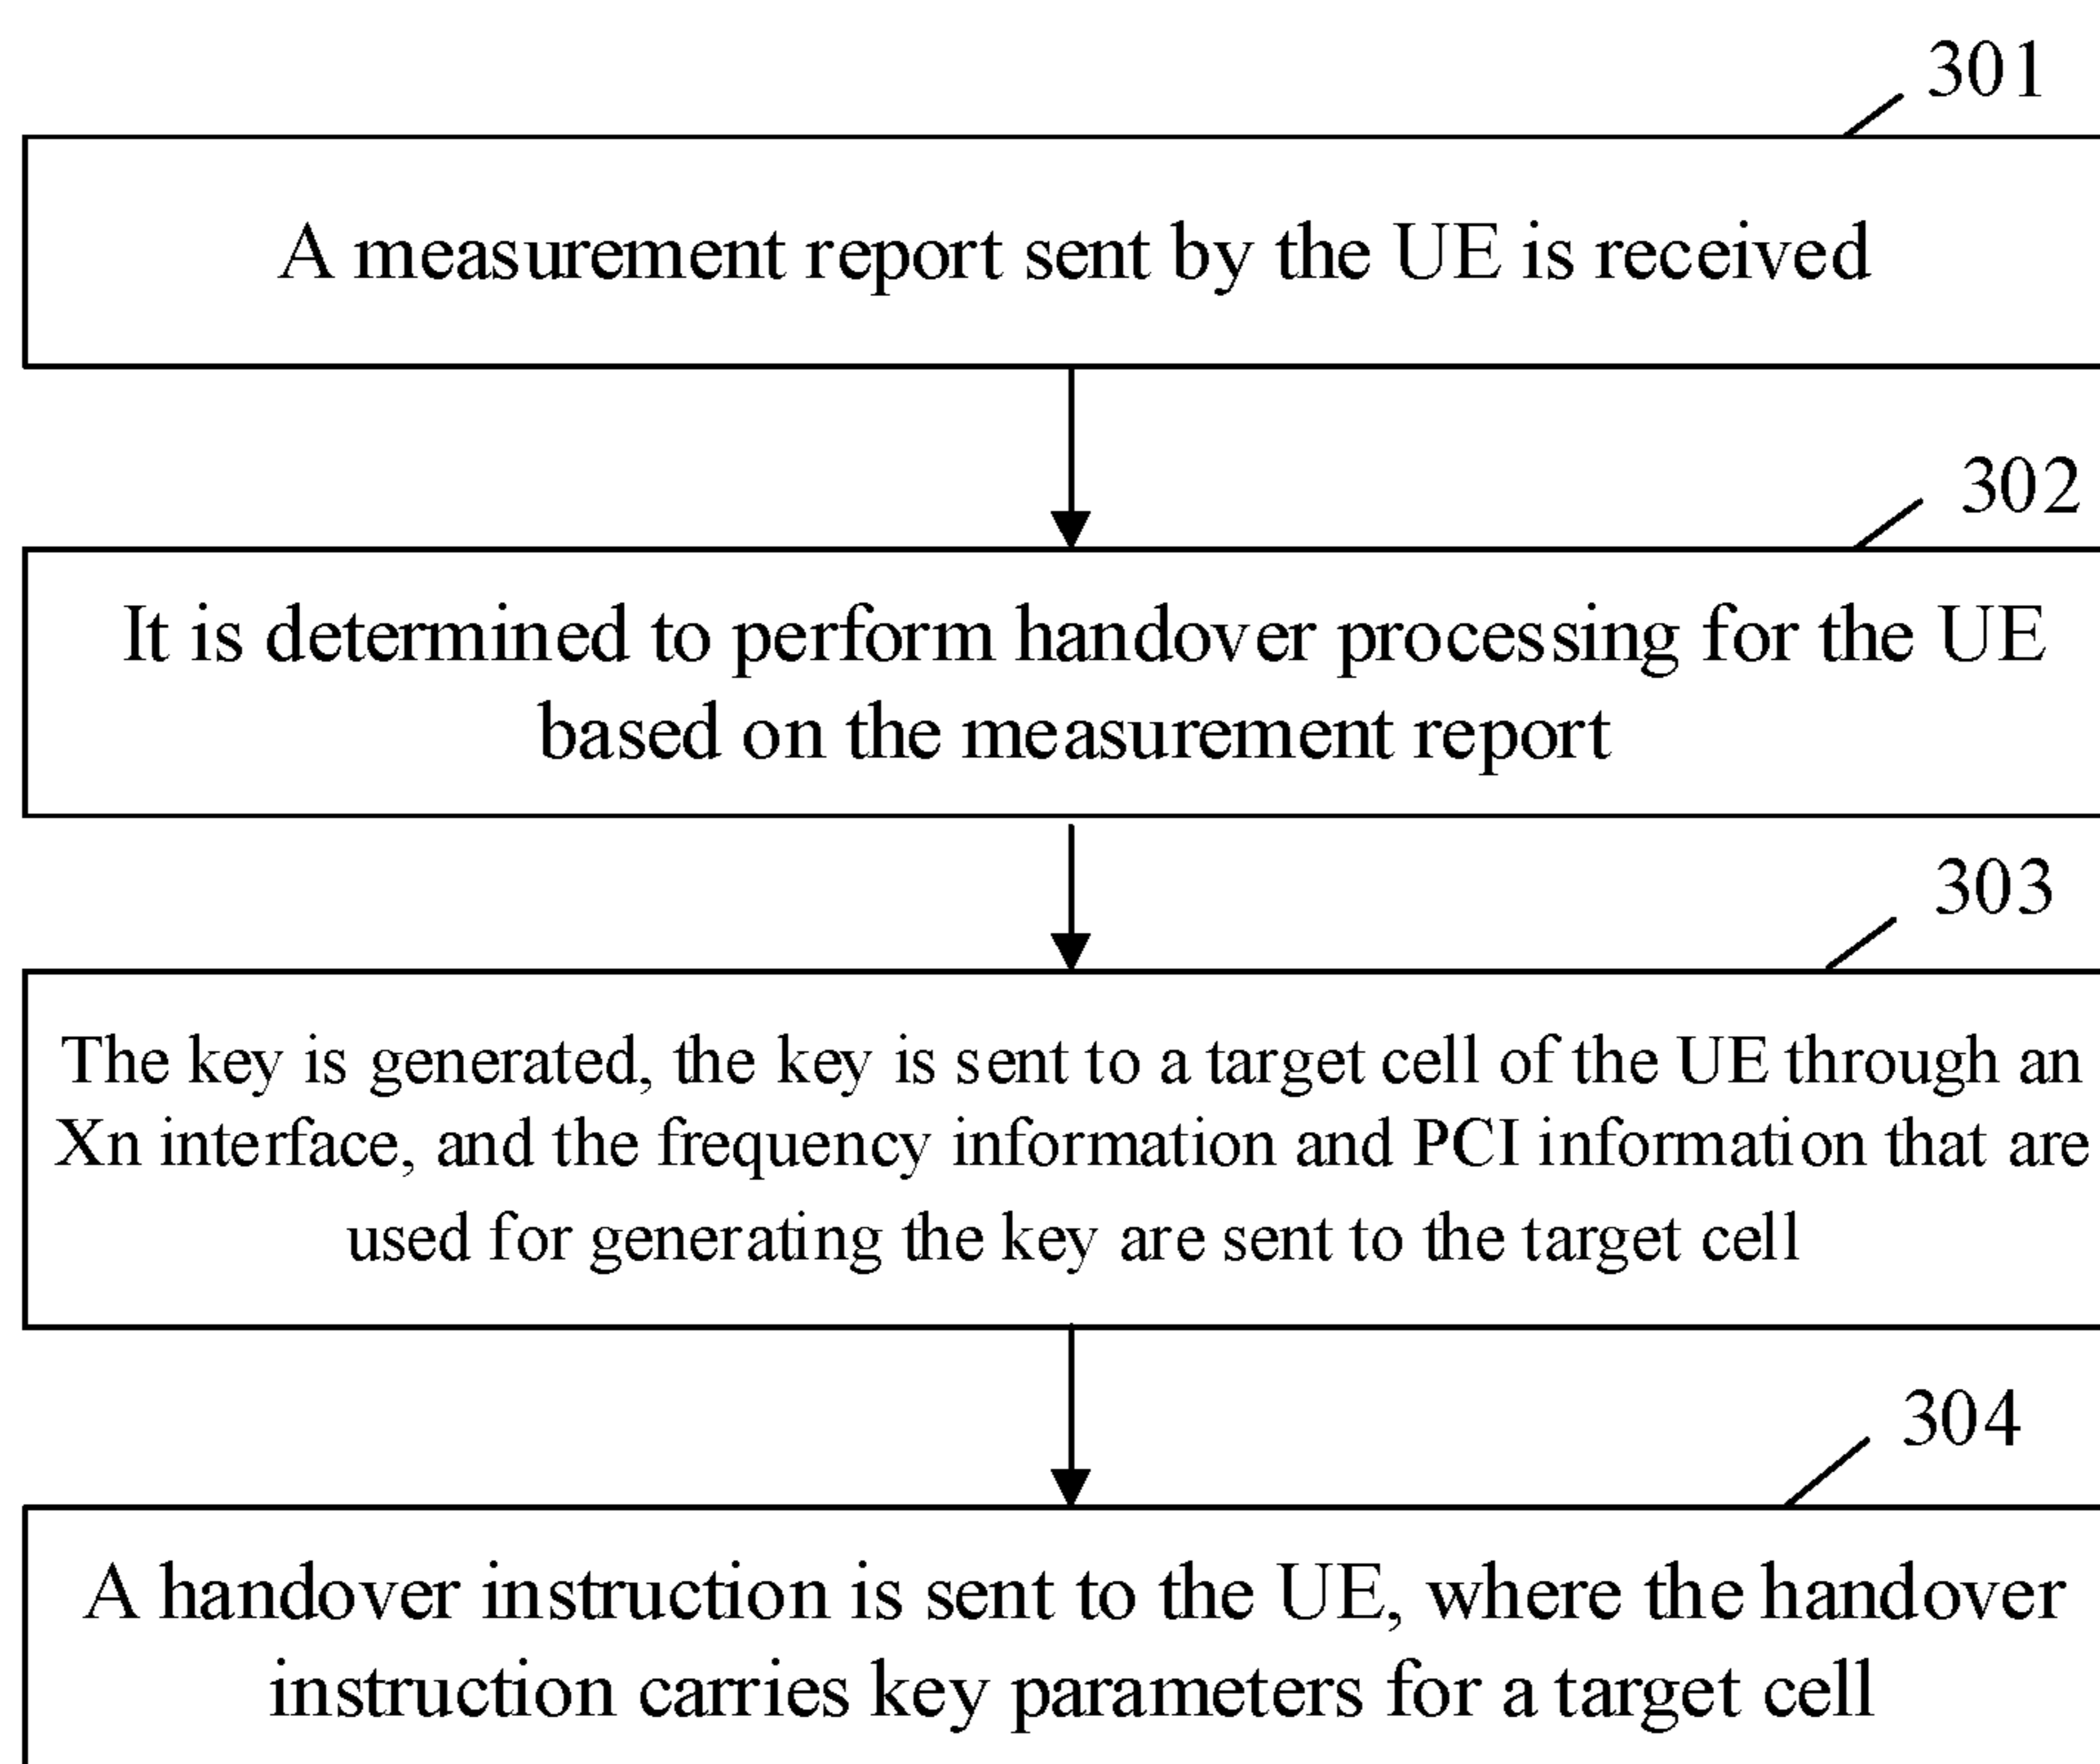 301
A measurement report sent by the UE is received
302
It is determined to perform handover processing for the UE
based on the measurement report
303
The key is generated, the key is sent to a target cell of the UE through an
Xn interface, and the frequency information and PCI information that are
used for generating the key are sent to the target cell
304
A handover instruction is sent to the UE, where the handover
instruction carries key parameters for a target cell